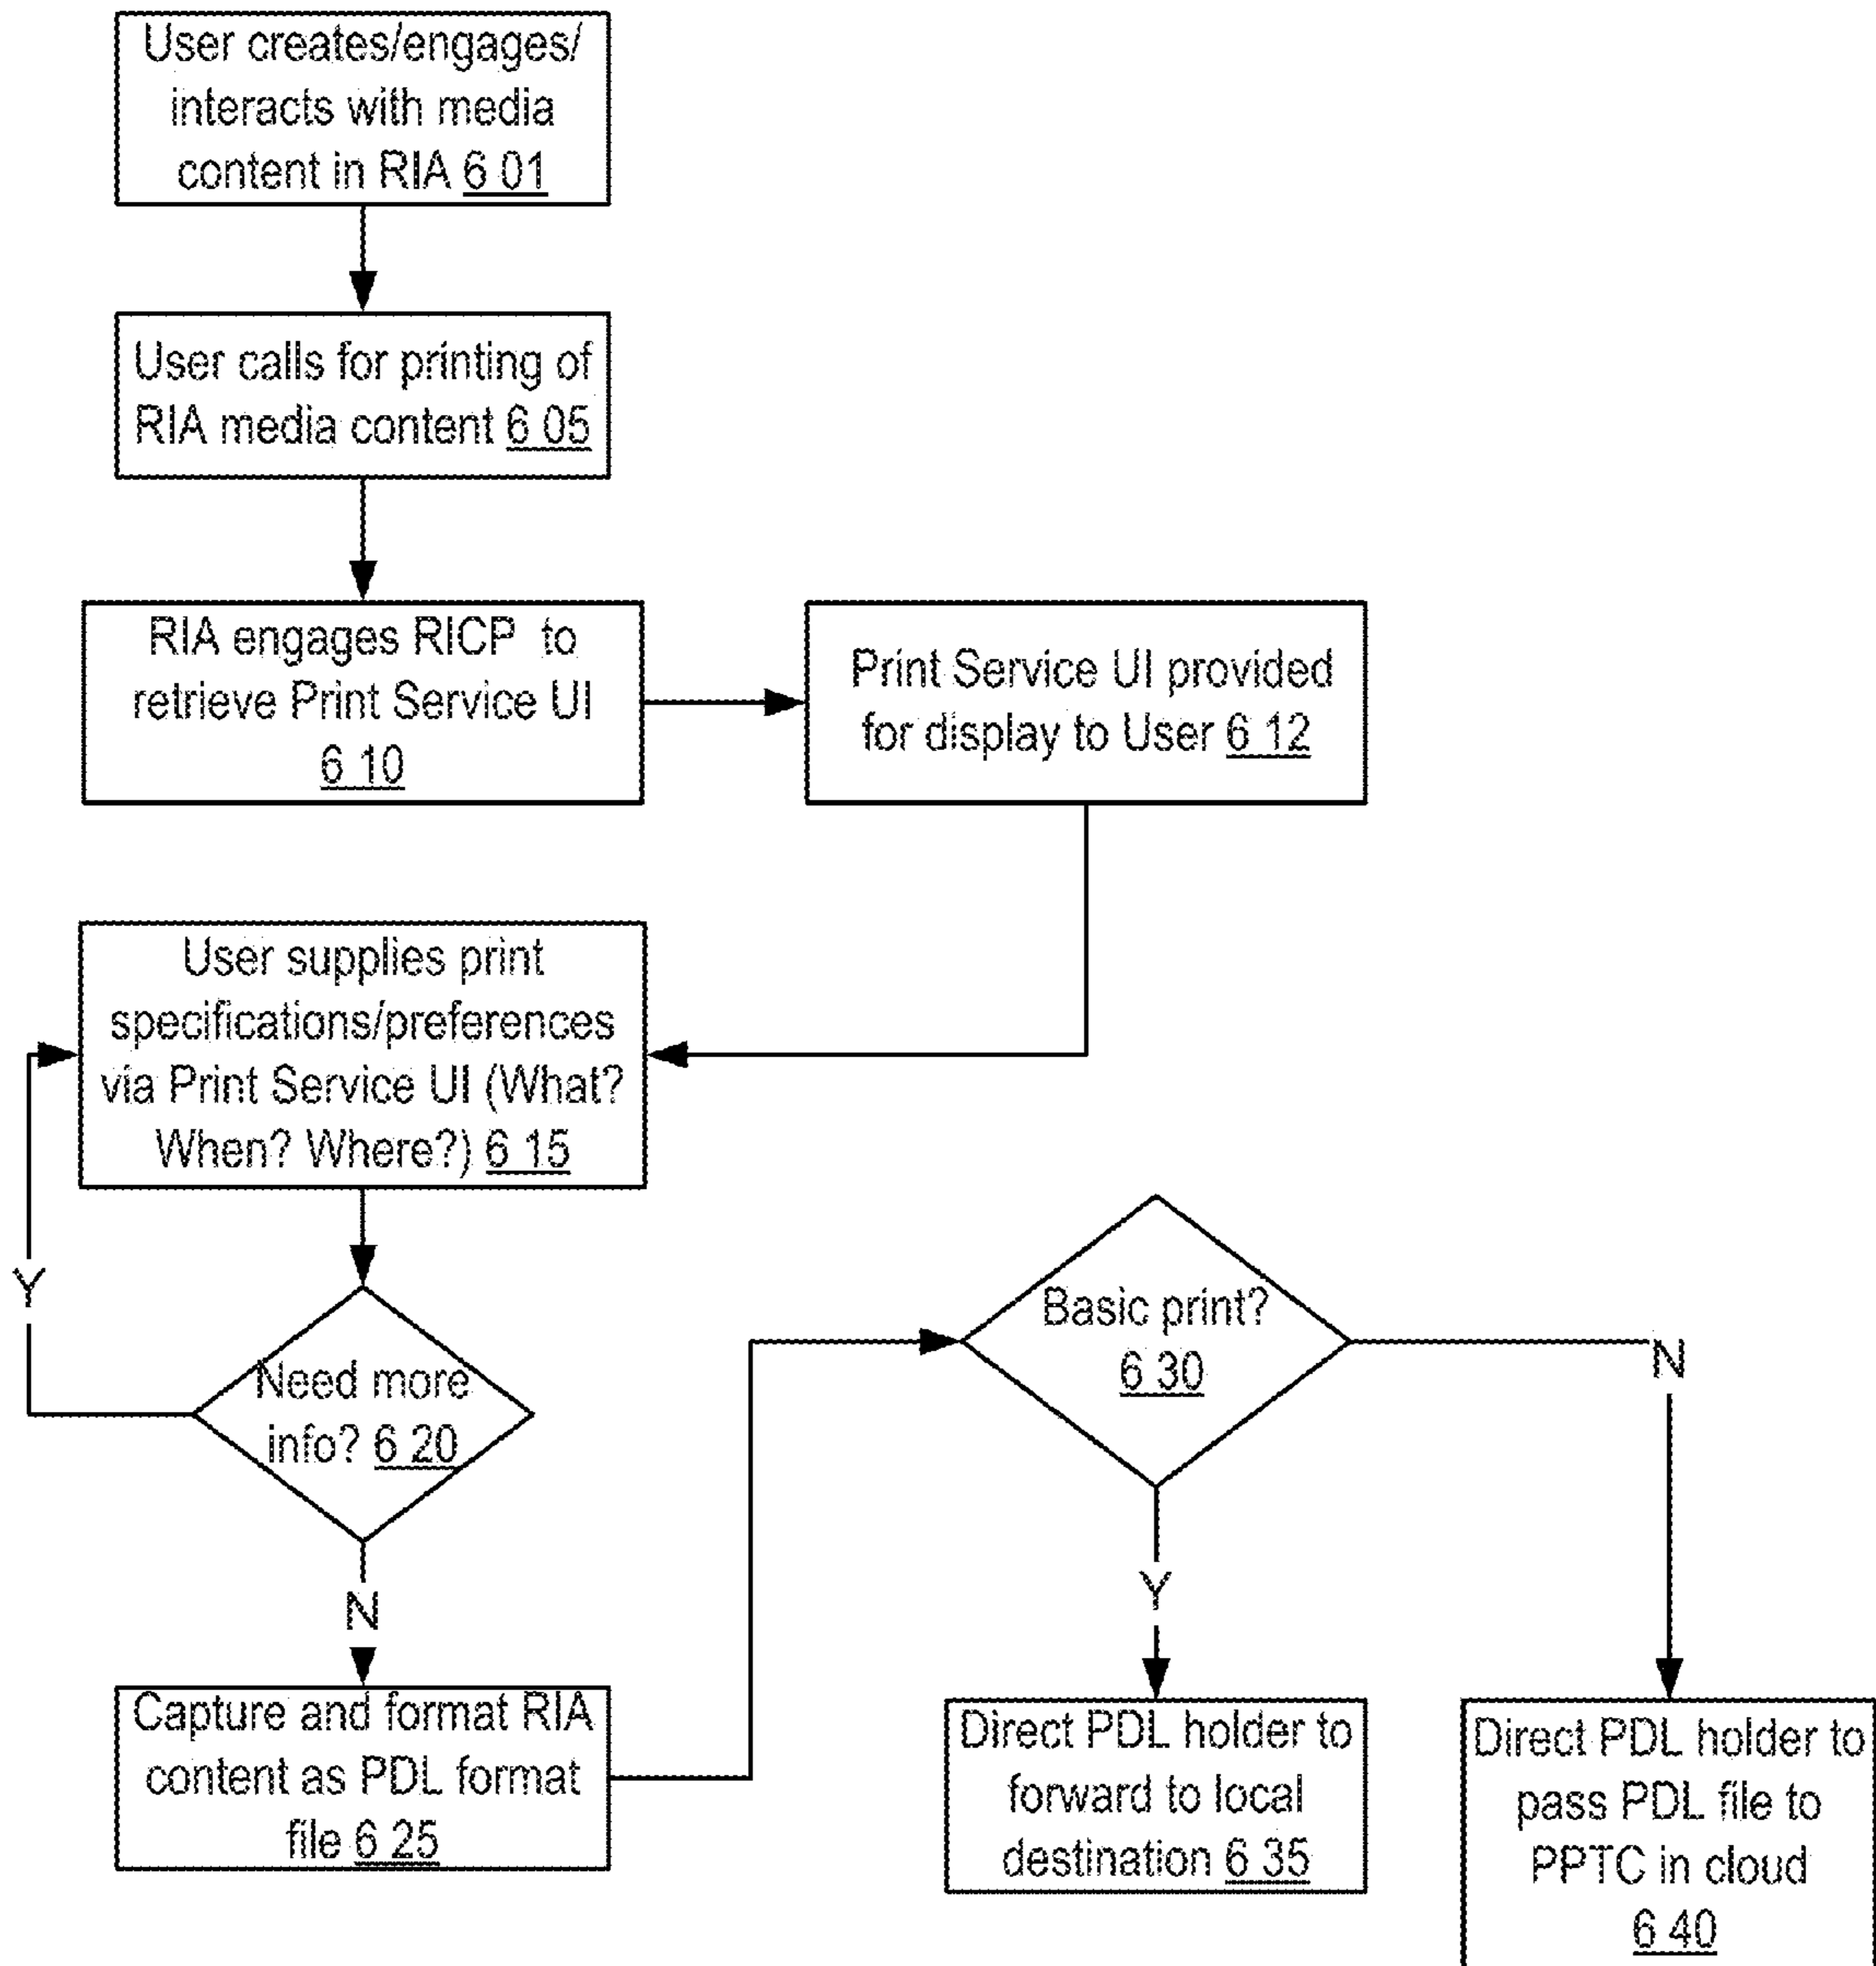 User creates/engages/
interacts with media
content in RIA 6 01
User calls for printing of
RIA media content 6 05
RIA engages RICP to
retrieve Print Service UI
6 10
Print Service UI provided
for display to User 6 12
User supplies print
specifications/preferences
via Print Service UI (What?
When? Where?) 6 15
Y
Need more
info? 6 20
N
Capture and format RIA
content as PDL format
file 6 25
Basic print?
6 30
N
Y
Direct PDL holder to
forward to local
destination 6 35
Direct PDL holder to
pass PDL file to
PPTC in cloud
6 40